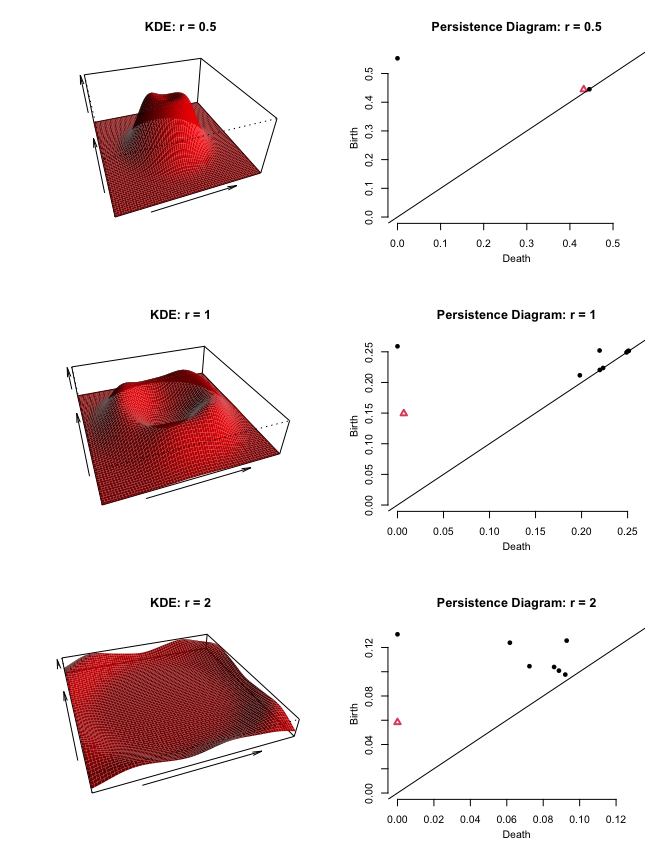 KDE: r = 0.5
Persistence Diagram: r = 0.5
Birth
0.0 0.1 0.2 0.3 0.4 0.5
0.0 0.1 0.2 0.3 0.4 0.5
Death
KDE: r = 1
Persistence Diagram: r = 1
Birth
0.00 0.05 0.10 0.15 0.20 0.25
0.00 0.05 0.10 0.15 0.20 0.25
Death
KDE: r = 2
Persistence Diagram: r = 2
Birth
0.00 0.04 0.08 0.12
0.00 0.02 0.04 0.06 0.08 0.10 0.12
Death